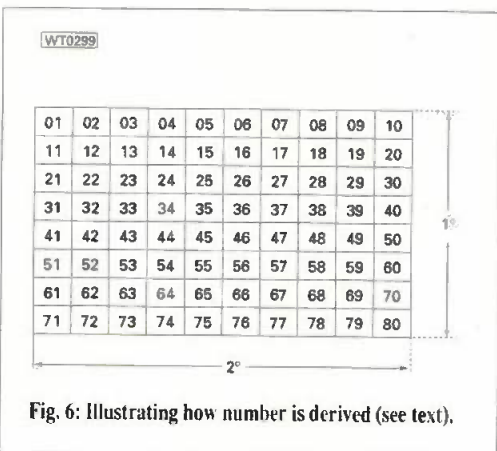 WT0299
01 02 03 04 05 06 07 08 09 10
11 12 13 14 15 16 17 18 19 20
21 22 23 24 25 26 27 28 29 30
31 32 33 34 35 36 37 38 39 40
1°
41 42 43 44 45 46 47 48 49 50
51 52 53 54 55 56 57 58 59 60
61 62 63 64 65 66 67 68 69 70
71 72 73 74 75 76 77 78 79 80
2°
Fig. 6: Illustrating how number is derived (see text).